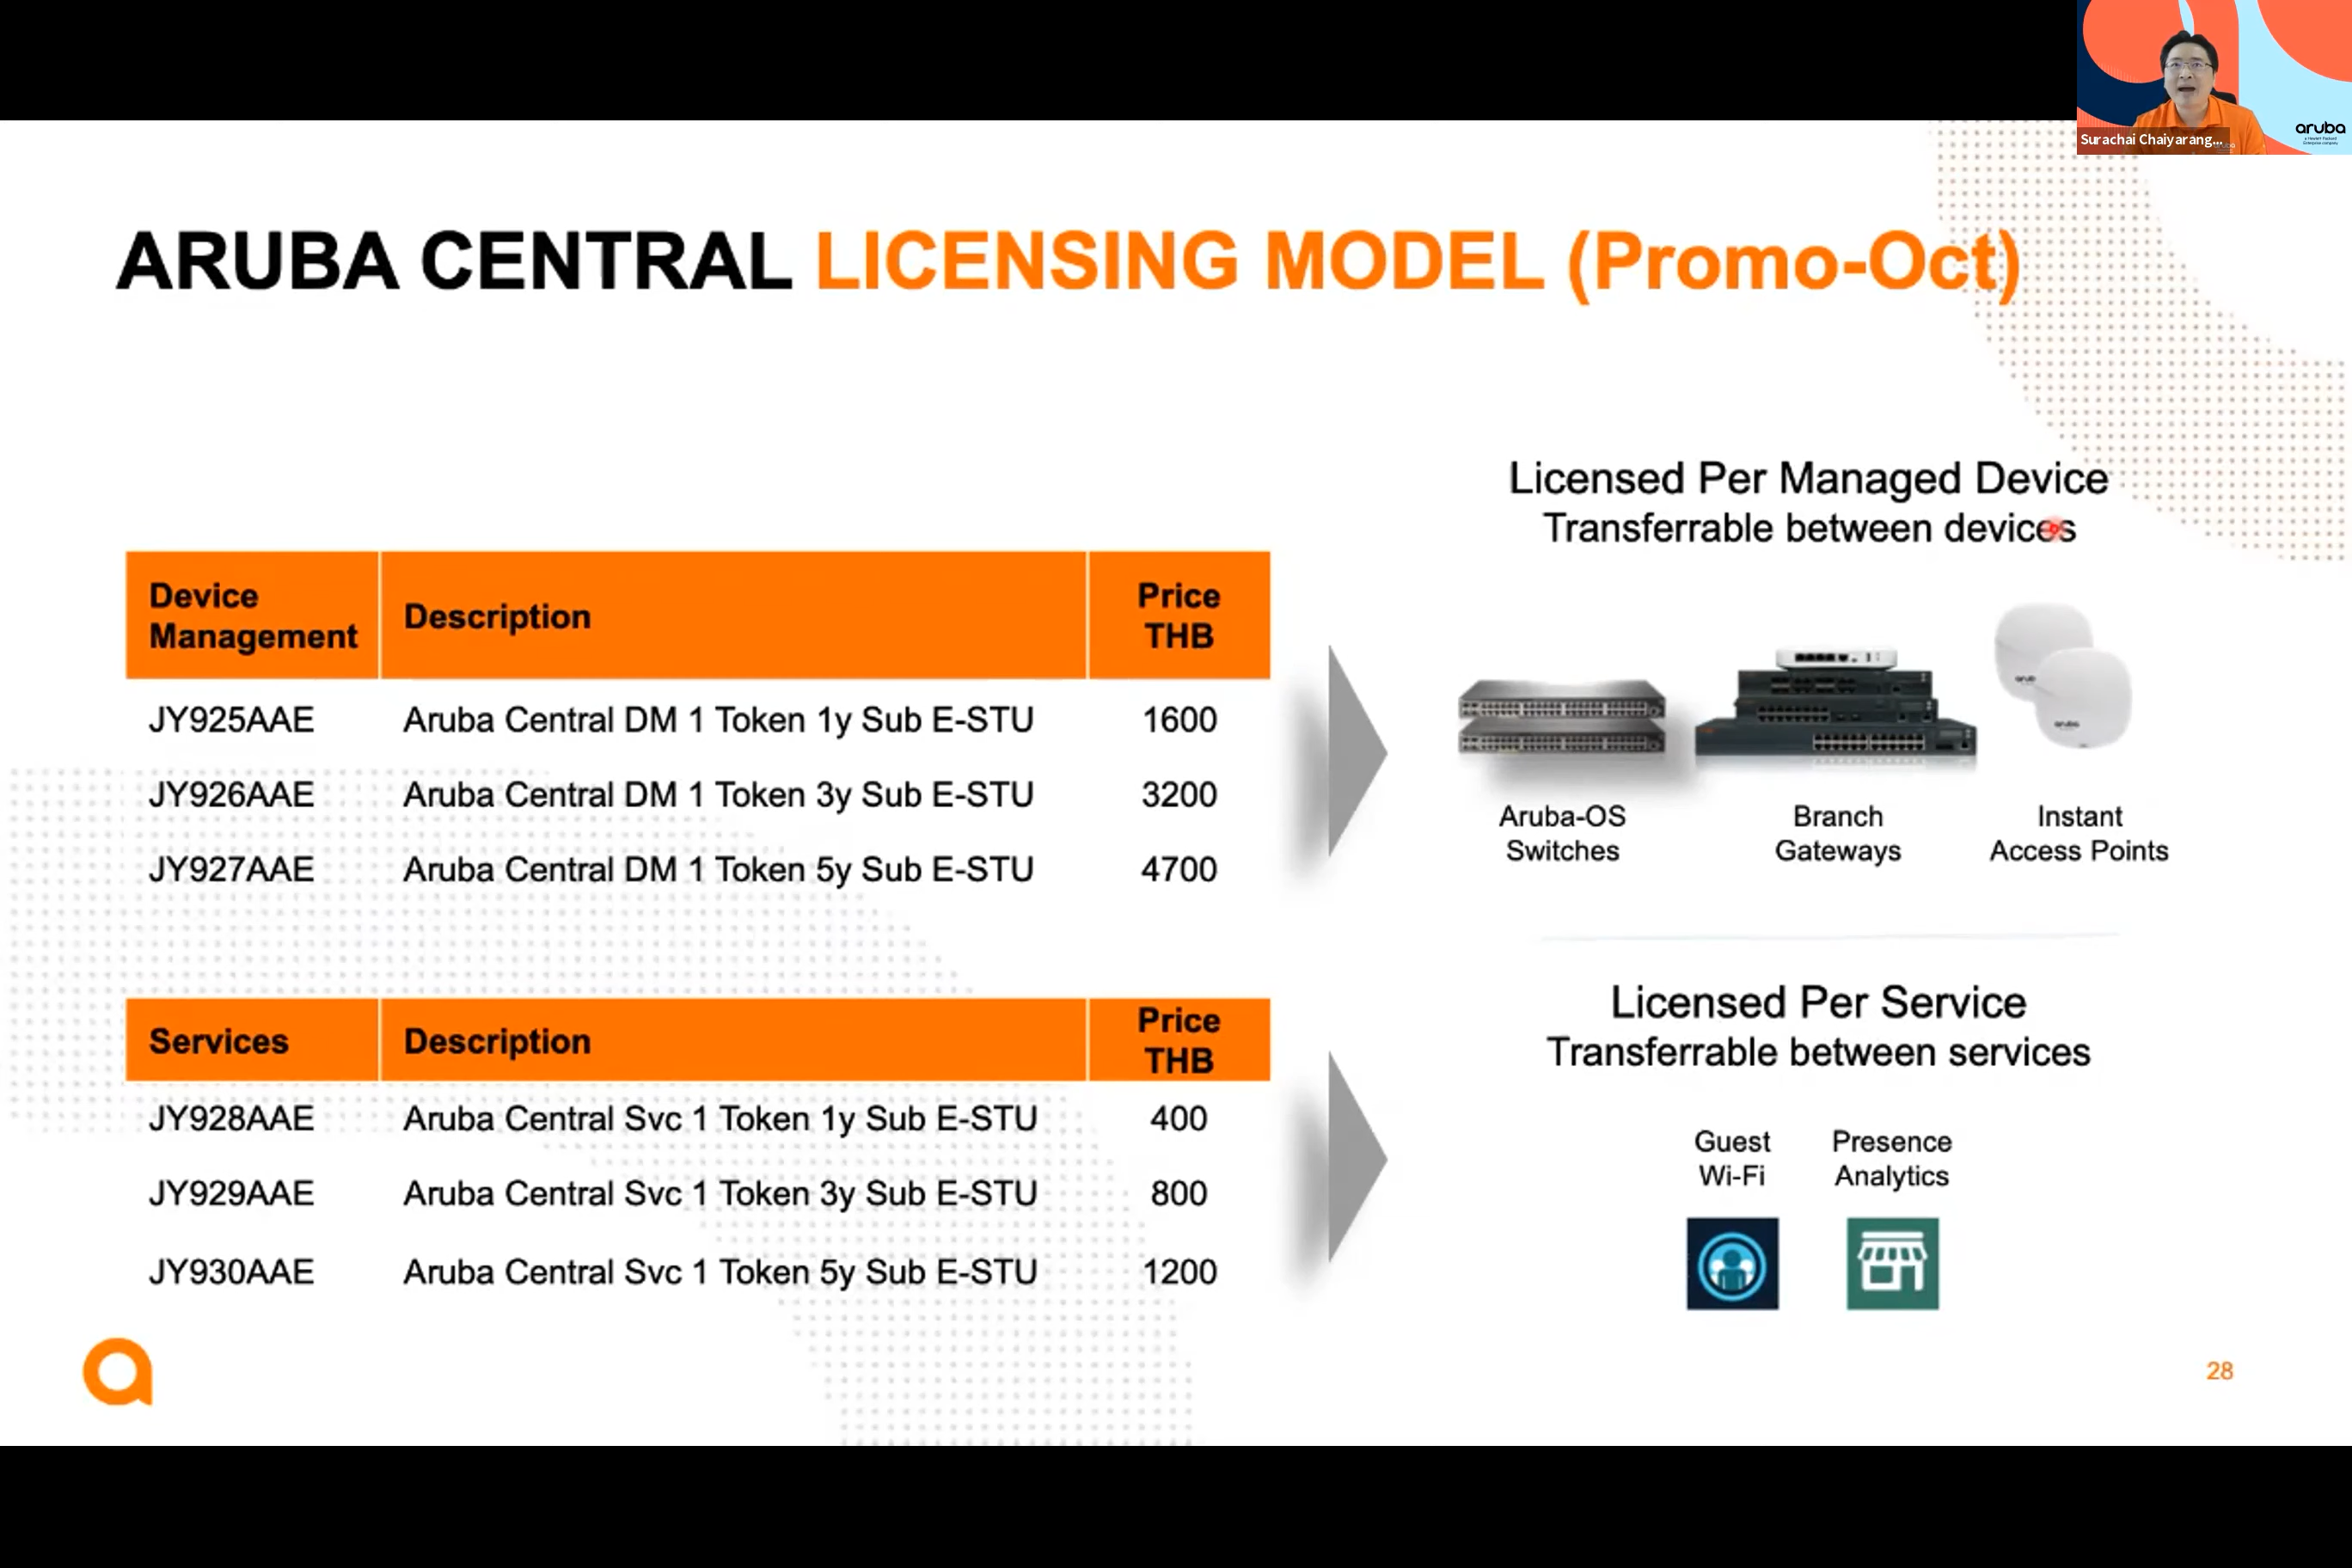 aruba
a Hewlett Packard
Enterprise company
Surachai Chaiyarang...
ARUBA CENTRAL LICENSING MODEL (Promo-Oct)
Licensed Per Managed Device
Transferrable between devices
Device Management Description Price THB
JY925AAE Aruba Central DM 1 Token 1y Sub E-STU 1600
JY926AAE Aruba Central DM 1 Token 3y Sub E-STU 3200
JY927AAE Aruba Central DM 1 Token 5y Sub E-STU 4700
aruba
Aruba-OS
Switches
Branch
Gateways
Instant
Access Points
Services Description Price THB
JY928AAE Aruba Central Svc 1 Token 1y Sub E-STU 400
JY929AAE Aruba Central Svc 1 Token 3y Sub E-STU 800
JY930AAE Aruba Central Svc 1 Token 5y Sub E-STU 1200
Licensed Per Service
Transferrable between services
Guest
Wi-Fi
Presence
Analytics
28